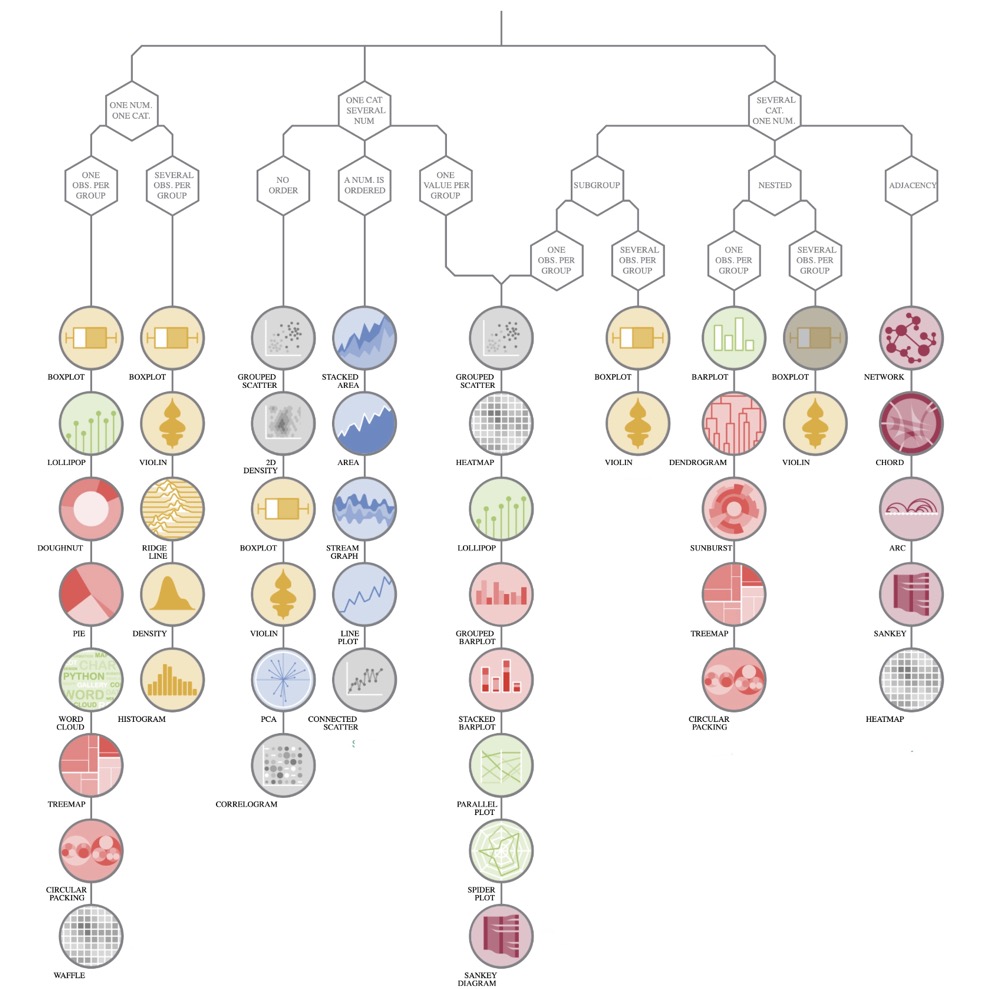 ONE NUM.
ONE CAT.
ONE CAT
SEVERAL
NUM
SEVERAL
CAT.
ONE NUM.
ONE
OBS. PER
GROUP
SEVERAL
OBS. PER
GROUP
NO
ORDER
A NUM. IS
ORDERED
ONE
VALUE PER
GROUP
SUBGROUP
NESTED
ADJACENCY
ONE
OBS. PER
GROUP
SEVERAL
OBS. PER
GROUP
ONE
OBS. PER
GROUP
SEVERAL
OBS. PER
GROUP
BOXPLOT
LOLLIPOP
DOUGHNUT
PIE
MAP
CHAR
PYTHON
WORD
CLOUD
WORD
CLOUD
TREEMAP
CIRCULAR
PACKING
WAFFLE
BOXPLOT
VIOLIN
RIDGE
LINE
DENSITY
HISTOGRAM
GROUPED
SCATTER
2D
DENSITY
BOXPLOT
VIOLIN
PCA
CORRELOGRAM
STACKED
AREA
AREA
STREAM
GRAPH
LINE
PLOT
CONNECTED
SCATTER
GROUPED
SCATTER
HEATMAP
LOLLIPOP
GROUPED
BARPLOT
STACKED
BARPLOT
PARALLEL
PLOT
SPIDER
PLOT
SANKEY
DIAGRAM
BOXPLOT
VIOLIN
BARPLOT
DENDROGRAM
SUNBURST
TREEMAP
CIRCULAR
PACKING
BOXPLOT
VIOLIN
NETWORK
CHORD
ARC
SANKEY
HEATMAP